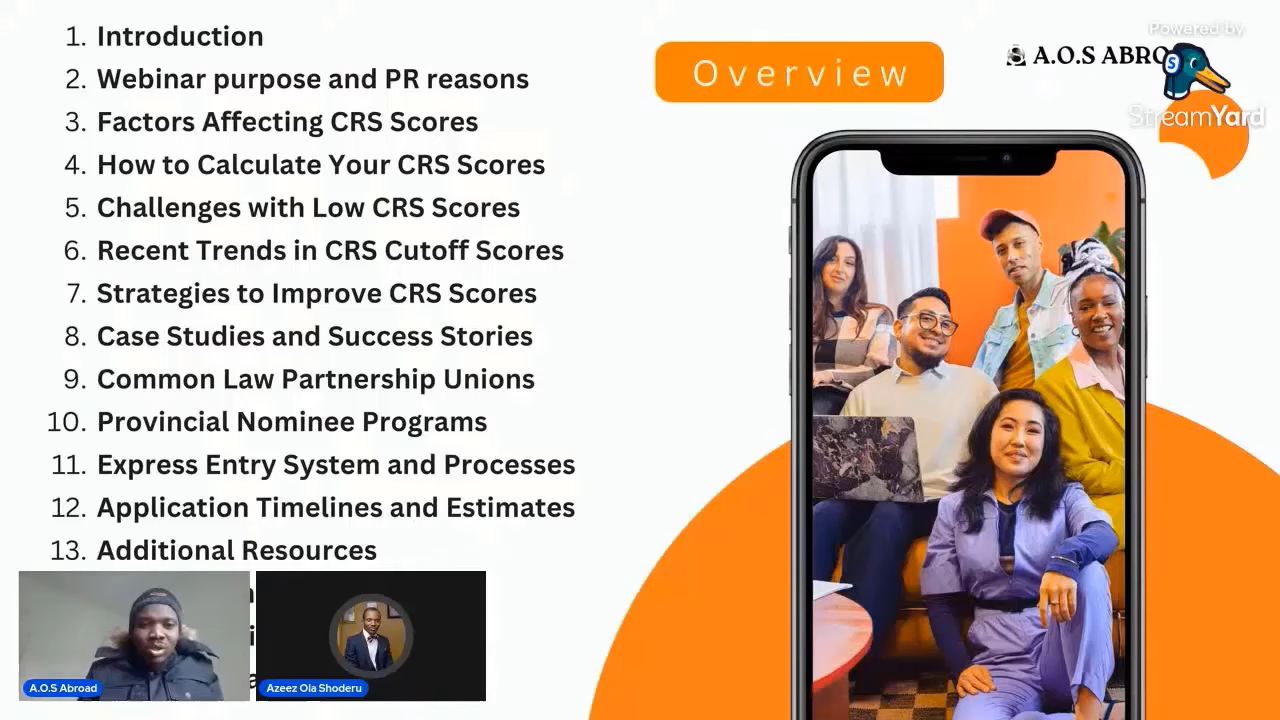 1. Introduction
2. Webinar purpose and PR reasons
3. Factors Affecting CRS Scores
4. How to Calculate Your CRS Scores
5. Challenges with Low CRS Scores
6. Recent Trends in CRS Cutoff Scores
7. Strategies to Improve CRS Scores
8. Case Studies and Success Stories
9. Common Law Partnership Unions
10. Provincial Nominee Programs
11. Express Entry System and Processes
12. Application Timelines and Estimates
13. Additional Resources
Overview
A.O.S ABRO
Powered by
S
StreamYard
A.O.S Abroad
Azeez Ola Shoderu